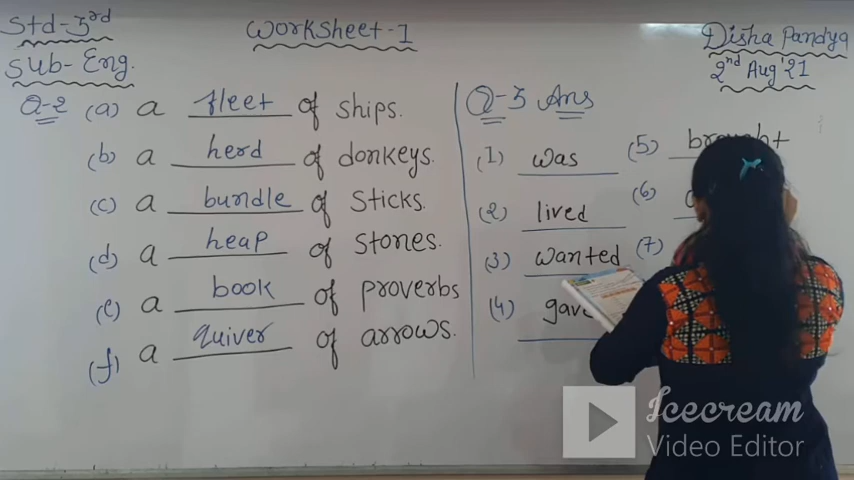 Std-3rd
Sub- Eng.
Worksheet-1
Disha Pandya
2nd Aug'21
Q-2 (a) a fleet of ships.
(b) a herd of donkeys.
(c) a bundle of sticks.
(d) a heap of stones.
(e) a book of proverbs
(f) a quiver of arrows.
Q-3 Ans
(1) was
(2) lived
(3) wanted
(4) gave
(5) brought
(6)
(7)
Icecream
Video Editor